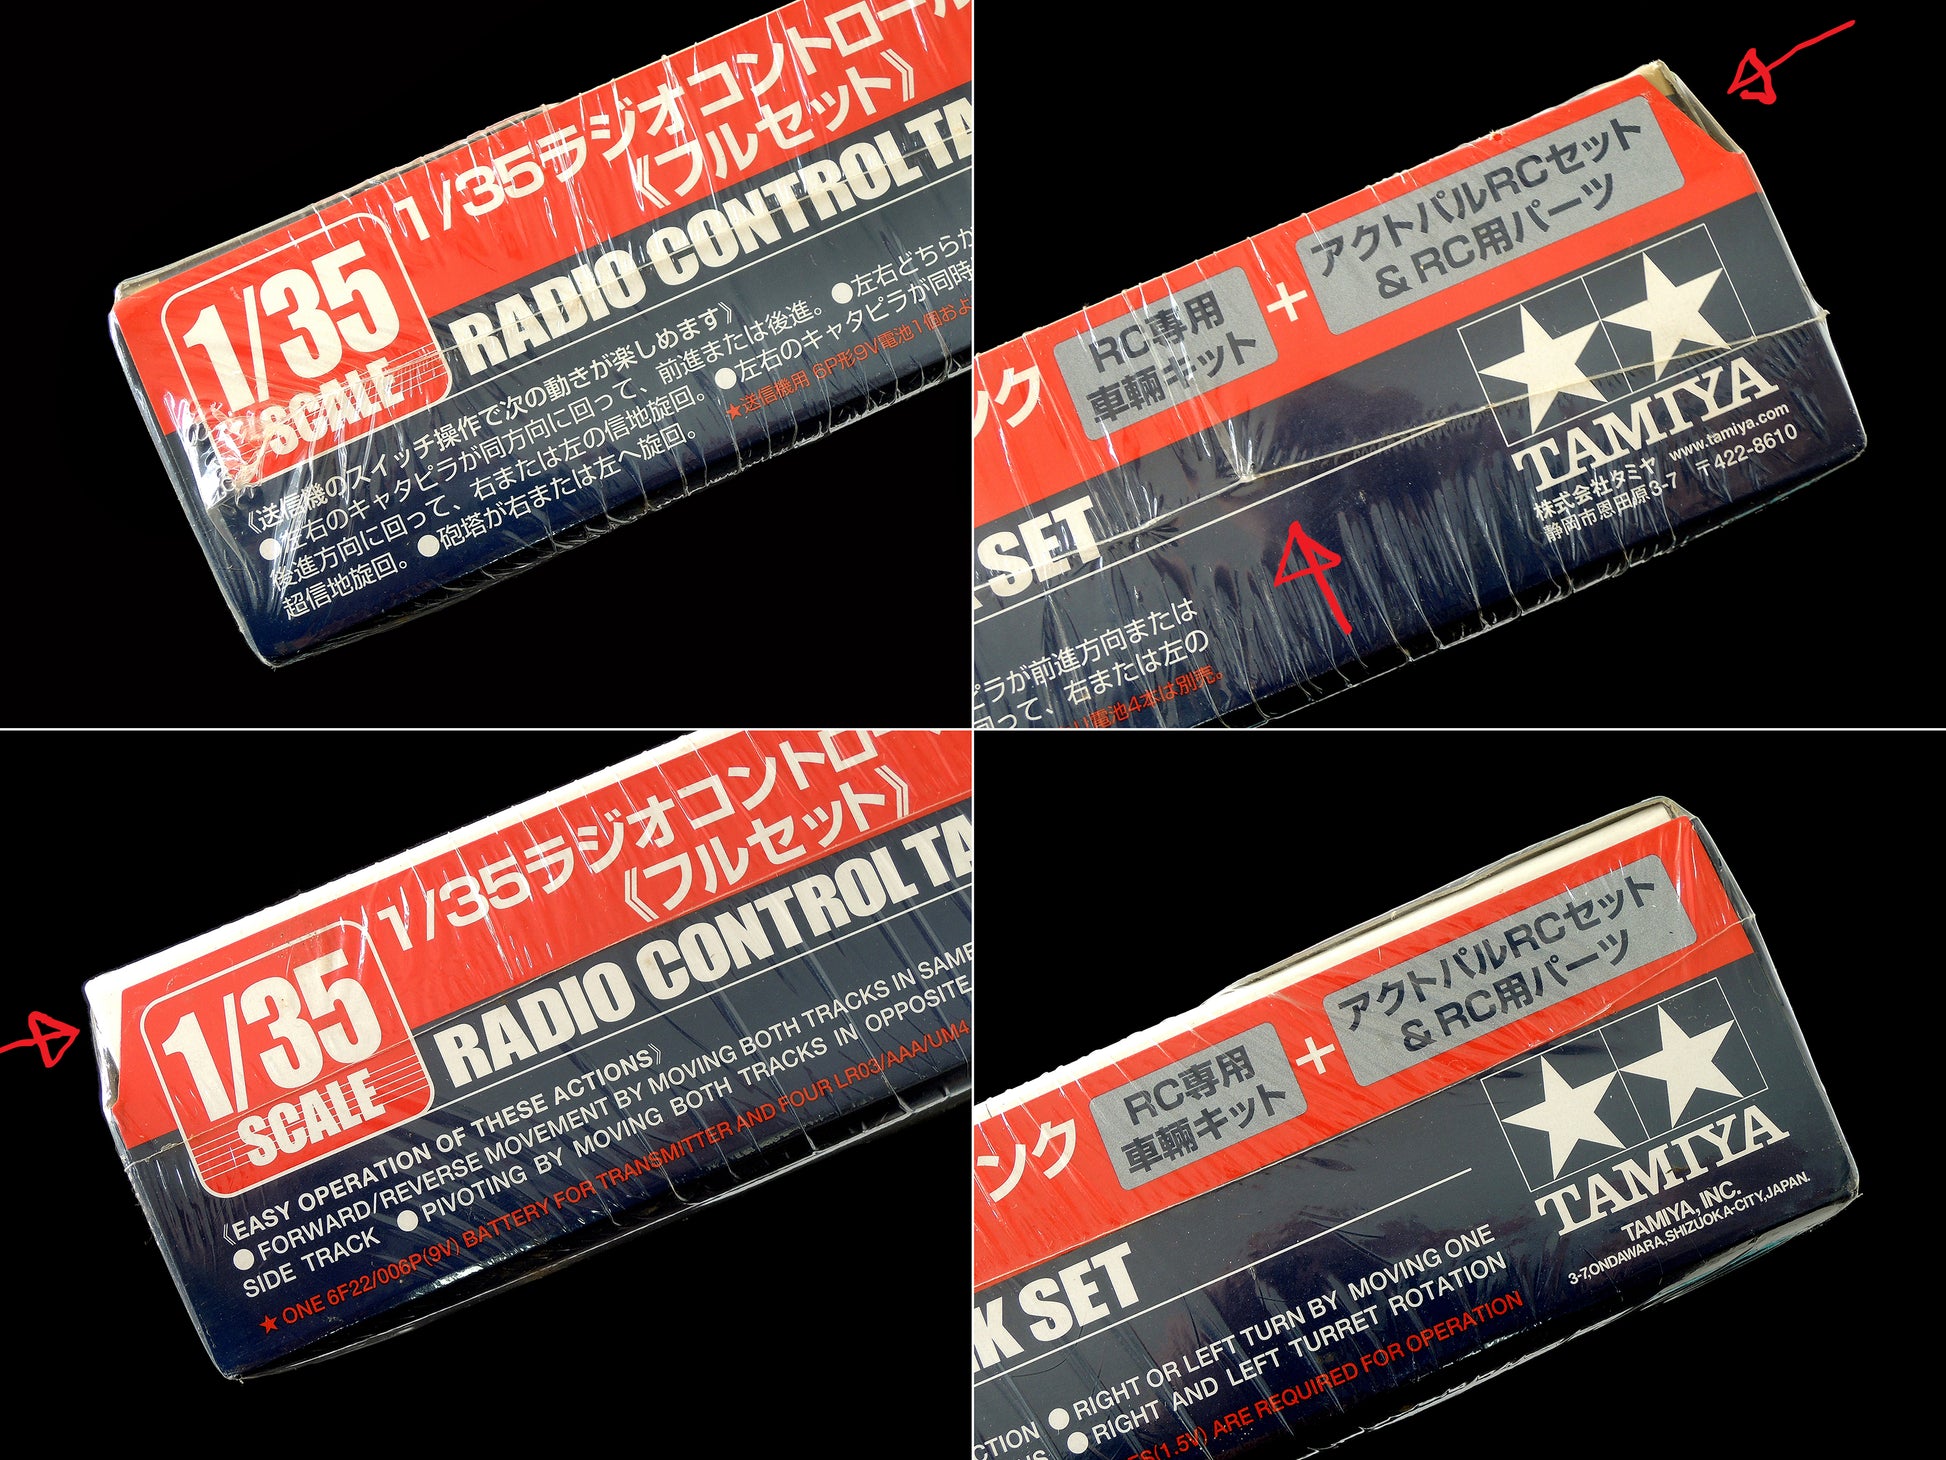 1/35ラジオコントロール
《フルセット》
1/35
SCALE
RADIO CONTROL TA
《送信機のスイッチ操作で次の動きが楽しめます》
●左右のキャタピラが同方向に回って、前進または後進。 ●左右どちらか
後進方向に回って、右または左の信地旋回。 ●左右のキャタピラが同時
超信地旋回。 ●砲塔が右または左へ旋回。
★送信機用 6P形9V電池1個およ
ンク
RC専用
車輛キット
+
アクトパルRCセット
& RC用パーツ
SET
TAMIYA
株式会社タミヤ www.tamiya.com
静岡市恩田原3-7 〒422-8610
ピラが前進方向または
回って、右または左の
電池4本は別売。
1/35ラジオコントロー
《フルセット》
1/35
SCALE
RADIO CONTROL TA
《EASY OPERATION OF THESE ACTIONS》
●FORWARD/REVERSE MOVEMENT BY MOVING BOTH TRACKS IN SAME
SIDE TRACK ●PIVOTING BY MOVING BOTH TRACKS IN OPPOSITE
★ONE 6F22/006P(9V) BATTERY FOR TRANSMITTER AND FOUR LR03/AAA/UM4
ンク
RC専用
車輛キット
+
アクトパルRCセット
& RC用パーツ
K SET
TAMIYA
TAMIYA, INC.
3-7,ONDAWARA,SHIZUOKA-CITY,JAPAN.
CTION ●RIGHT OR LEFT TURN BY MOVING ONE
NS ●RIGHT AND LEFT TURRET ROTATION
ES(1.5V) ARE REQUIRED FOR OPERATION